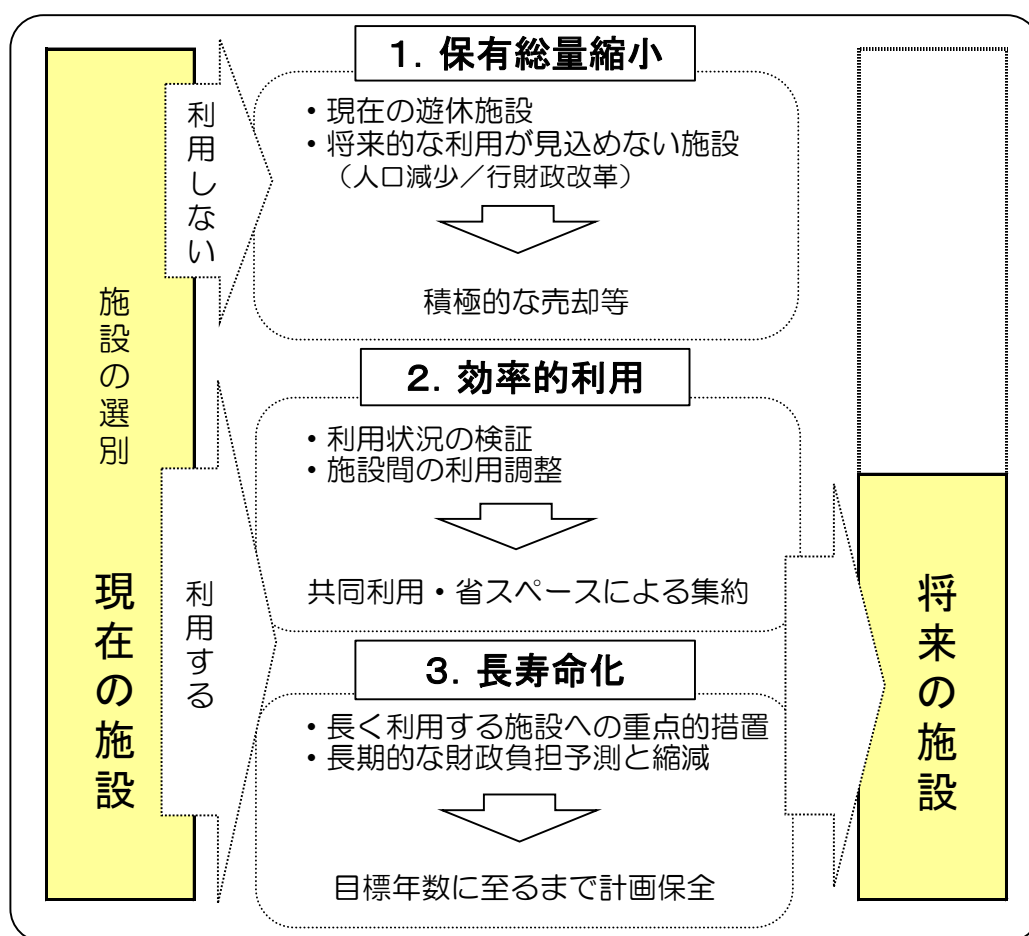 施設の選別
現在の施設
利用しない
利用する
１．保有総量縮小
・現在の遊休施設
・将来的な利用が見込めない施設
（人口減少／行財政改革）
積極的な売却等
２．効率的利用
・利用状況の検証
・施設間の利用調整
共同利用・省スペースによる集約
３．長寿命化
・長く利用する施設への重点的措置
・長期的な財政負担予測と縮減
目標年数に至るまで計画保全
将来の施設